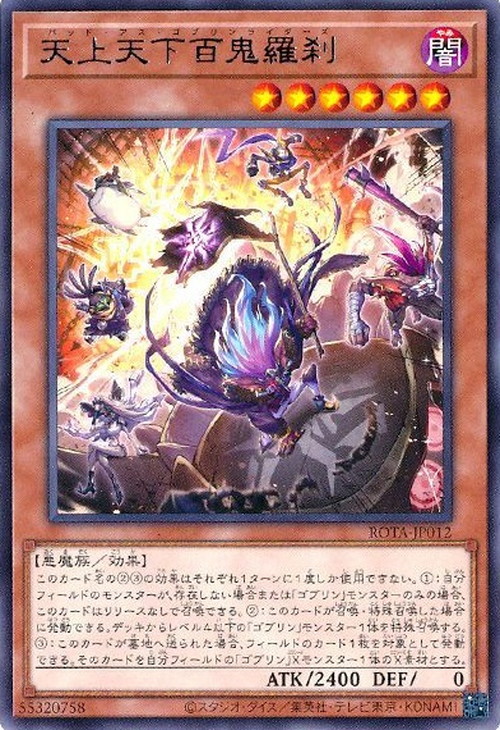 バッド・アス・ゴブリンライダーズ
天上天下百鬼羅刹
やみ
闇
ROTA-JP012
【悪魔族/効果】
このカード名の②③の効果はそれぞれ1ターンに1度しか使用できない。①:自分
フィールドのモンスターが、存在しない場合または「ゴブリン」モンスターのみの場合、
このカードはリリースなしで召喚できる。②:このカードが召喚・特殊召喚した場合
に発動できる。デッキからレベル4以下の「ゴブリン」モンスター1体を特殊召喚する。
③:このカードが墓地へ送られた場合、フィールドのカード1枚を対象として発動
できる。そのカードを自分フィールドの「ゴブリン」Xモンスター1体のX素材とする。
ATK/2400 DEF/ 0
55320758
©スタジオ・ダイス/集英社・テレビ東京・KONAMI